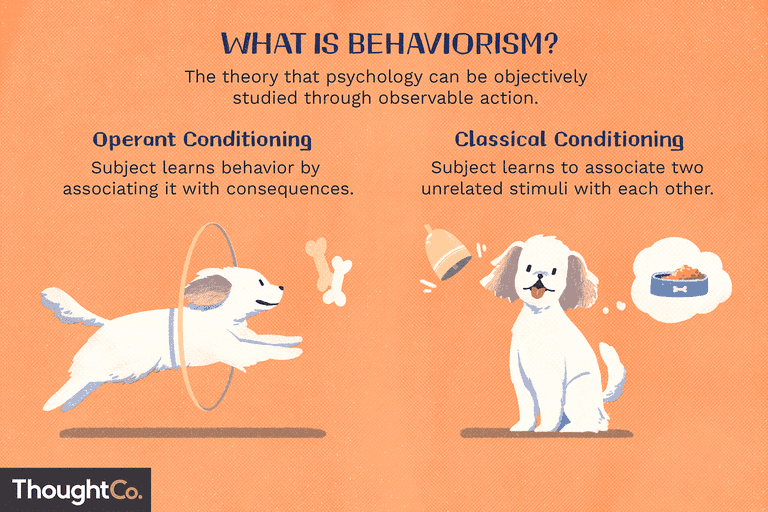 WHAT IS BEHAVIORISM?
The theory that psychology can be objectively
studied through observable action.
Operant Conditioning
Subject learns behavior by
associating it with consequences.
Classical Conditioning
Subject learns to associate two
unrelated stimuli with each other.
ThoughtCo.